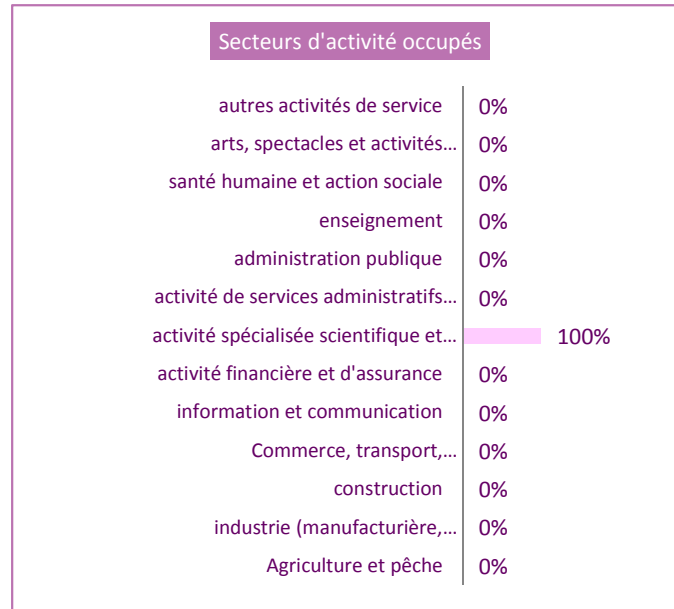 Secteurs d'activité occupés
autres activités de service 0%
arts, spectacles et activités... 0%
santé humaine et action sociale 0%
enseignement 0%
administration publique 0%
activité de services administratifs... 0%
activité spécialisée scientifique et... 100%
activité financière et d'assurance 0%
information et communication 0%
Commerce, transport,... 0%
construction 0%
industrie (manufacturière,... 0%
Agriculture et pêche 0%